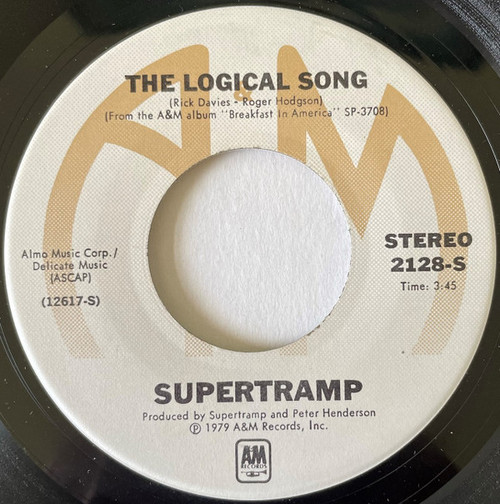 THE LOGICAL SONG
(Rick Davies - Roger Hodgson)
(From the A&M album "Breakfast In America" SP-3708)
Almo Music Corp./
Delicate Music
(ASCAP)
(12617-S)
STEREO
2128-S
Time: 3:45
SUPERTRAMP
Produced by Supertramp and Peter Henderson
℗ 1979 A&M Records, Inc.
A&M
RECORDS